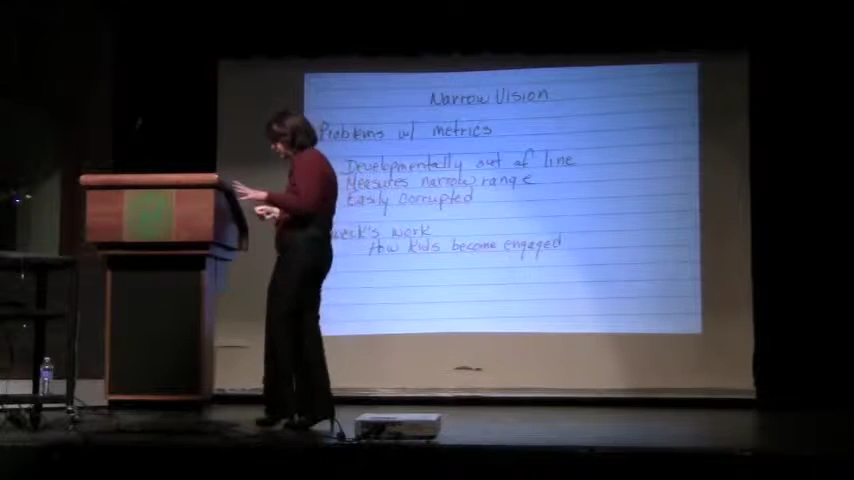 Narrow Vision
Problems w/ metrics
Developmentally out of line
Measures narrow range
Easily corrupted
work
How kids become engaged